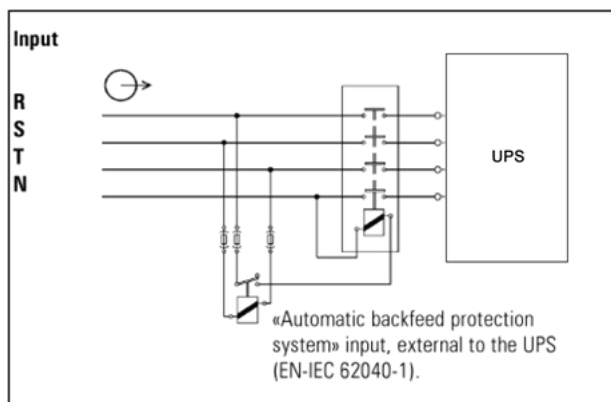 Input
R
S
T
N
UPS
«Automatic backfeed protection
system» input, external to the UPS
(EN-IEC 62040-1).